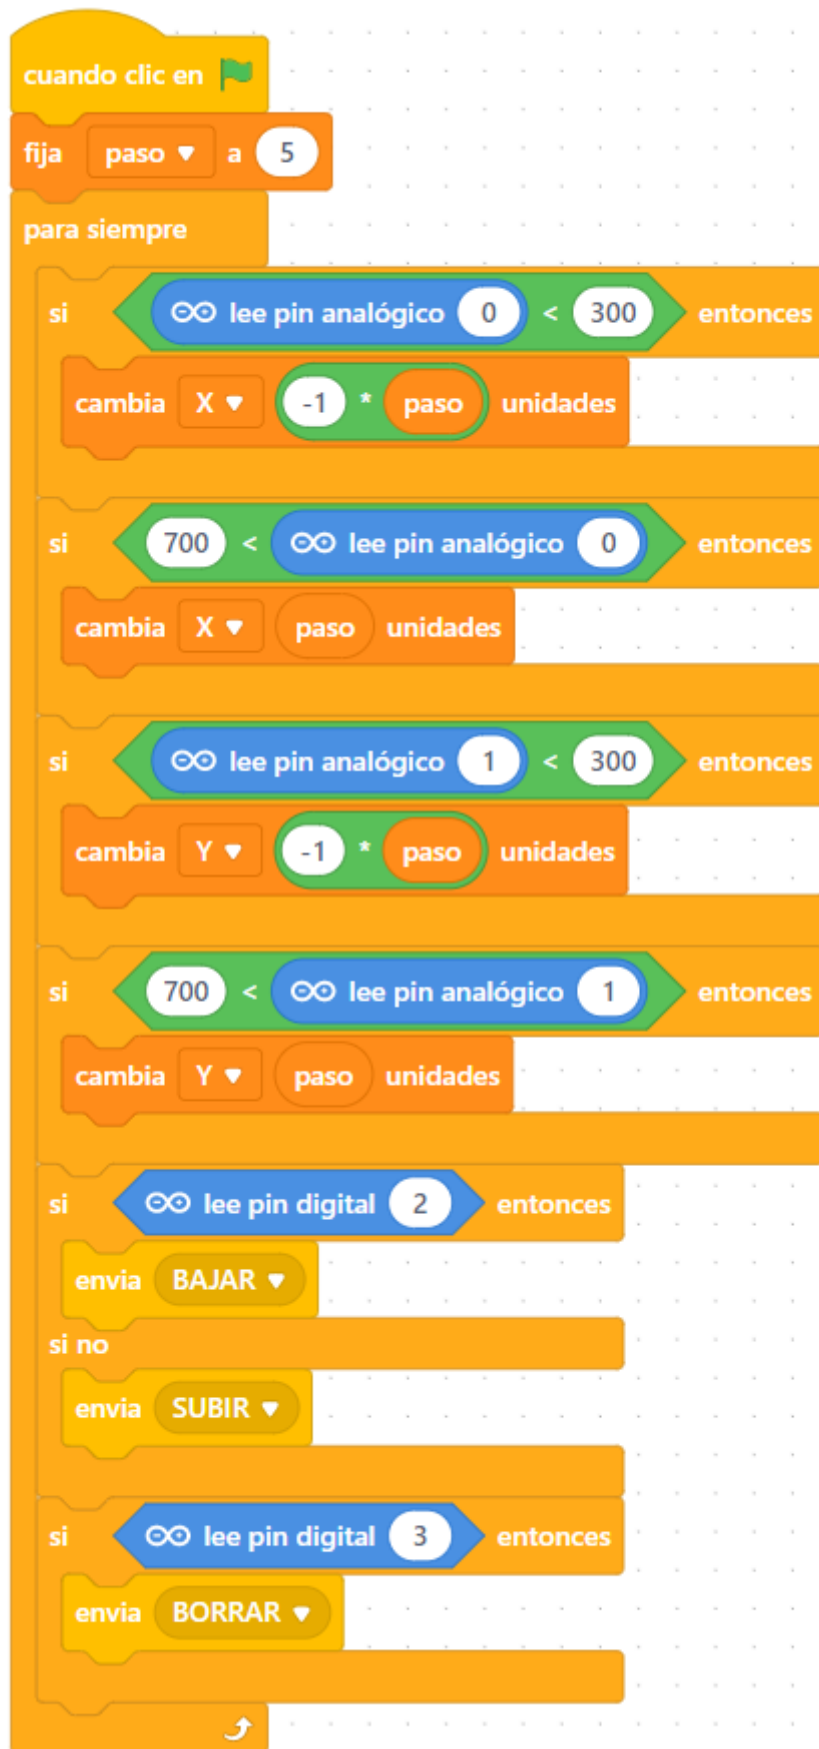 cuando clic en
fija paso a 5
para siempre
si lee pin analógico 0 < 300 entonces
cambia X -1 * paso unidades
si 700 < lee pin analógico 0 entonces
cambia X paso unidades
si lee pin analógico 1 < 300 entonces
cambia Y -1 * paso unidades
si 700 < lee pin analógico 1 entonces
cambia Y paso unidades
si lee pin digital 2 entonces
envia BAJAR
si no
envia SUBIR
si lee pin digital 3 entonces
envia BORRAR